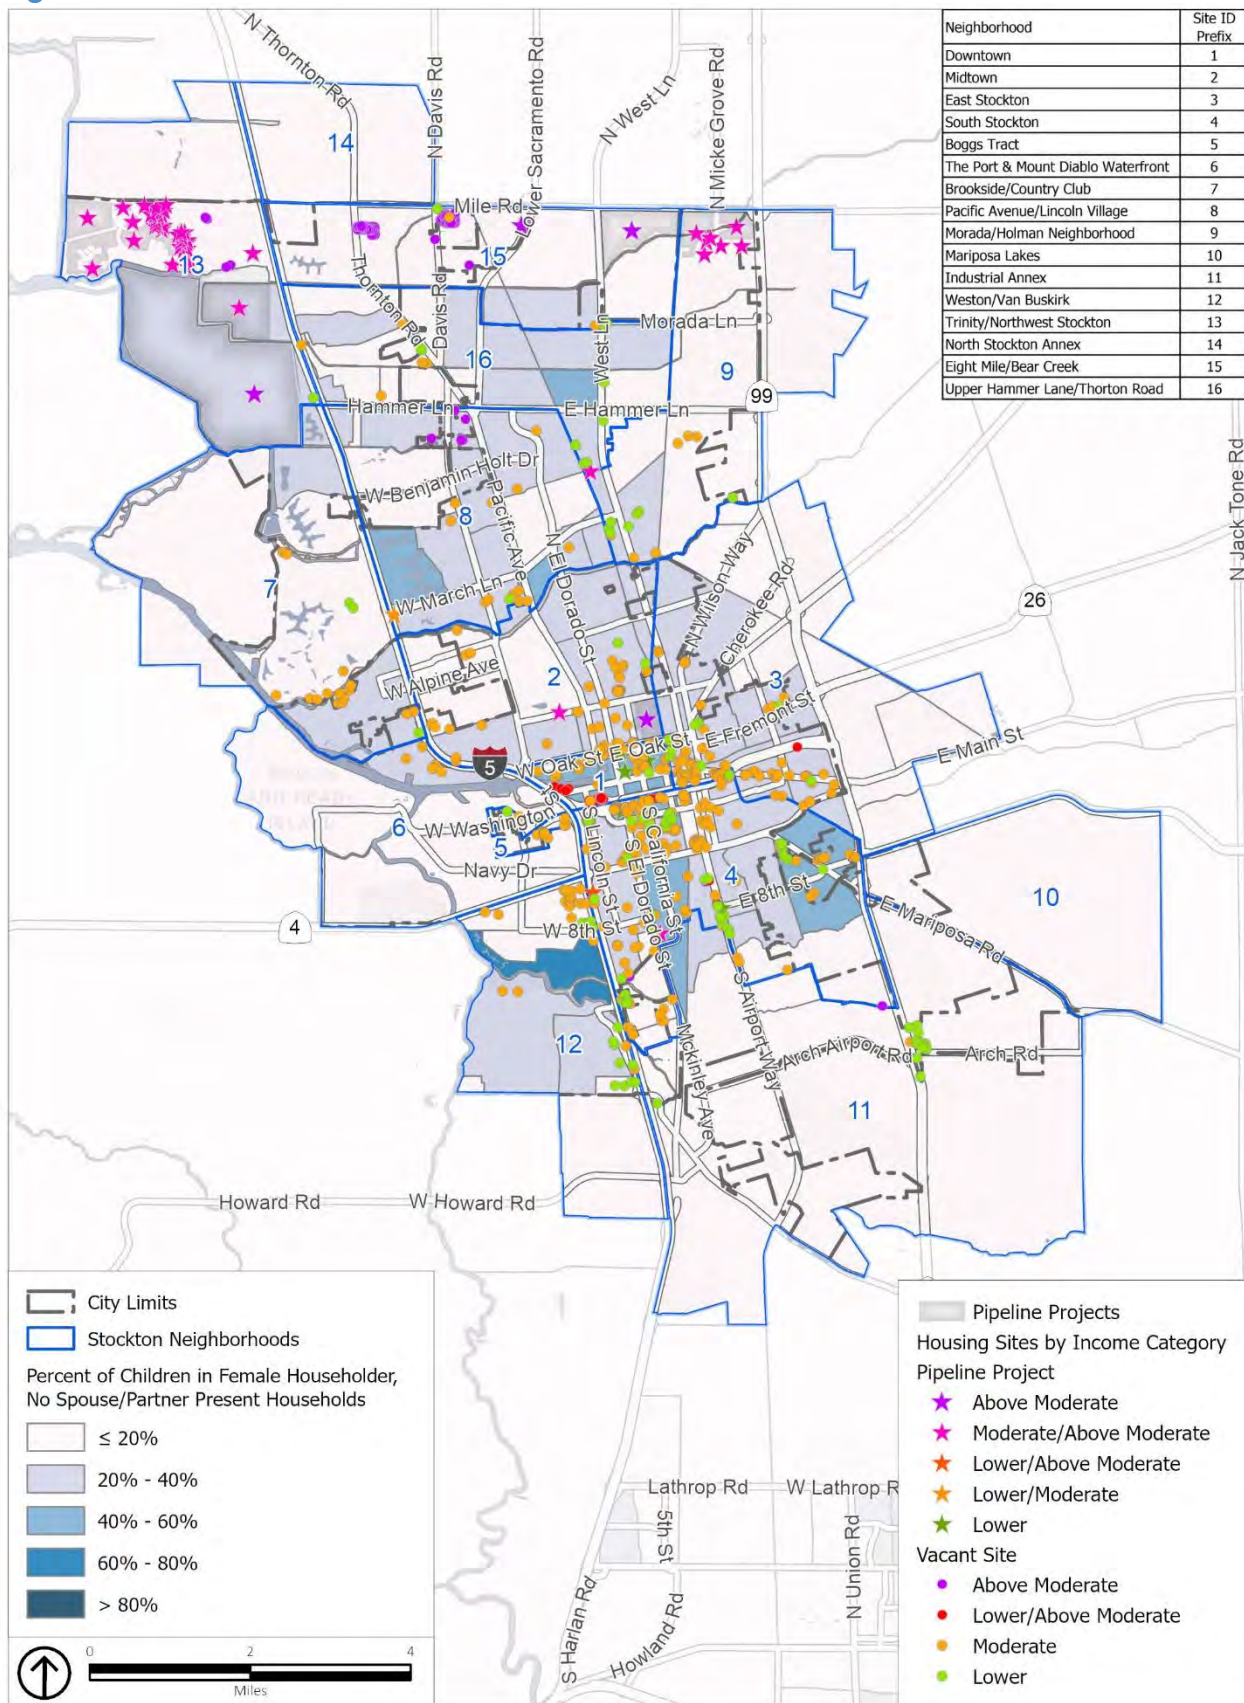 Neighborhood Site ID Prefix
Downtown 1
Midtown 2
East Stockton 3
South Stockton 4
Boggs Tract 5
The Port & Mount Diablo Waterfront 6
Brookside/Country Club 7
Pacific Avenue/Lincoln Village 8
Morada/Holman Neighborhood 9
Mariposa Lakes 10
Industrial Annex 11
Weston/Van Buskirk 12
Trinity/Northwest Stockton 13
North Stockton Annex 14
Eight Mile/Bear Creek 15
Upper Hammer Lane/Thorton Road 16
N Thornton Rd
N Davis Rd
Sacramento Rd
N West Ln
N Micke Grove Rd
14
Mile Rd
13
15
Thornton Rd
Davis Rd
West Ln
Morada Ln
16
9
99
Hammer Ln
E Hammer Ln
W Benjamin Holt Dr
8
Pacific Ave
N El Dorado St
N Wilson Way
Cherokee Rd
N Jack Tone Rd
26
7
W March Ln
W Alpine Ave
2
3
E Fremont St
W Oak St
E Oak St
5
E Main St
1
6
W Washington St
5
Navy Dr
S Lincoln St
S El Dorado St
S California St
4
E 8th St
10
4
W 8th St
E Mariposa Rd
S Airport Way
12
Mckinley Ave
Arch Airport Rd
Arch Rd
11
Howard Rd
W Howard Rd
City Limits
Stockton Neighborhoods
Percent of Children in Female Householder,
No Spouse/Partner Present Households
≤ 20%
20% - 40%
40% - 60%
60% - 80%
> 80%
0 2 4
Miles
Lathrop Rd
W Lathrop R
5th St
N Union Rd
S Harlan Rd
Howland Rd
Pipeline Projects
Housing Sites by Income Category
Pipeline Project
Above Moderate
Moderate/Above Moderate
Lower/Above Moderate
Lower/Moderate
Lower
Vacant Site
Above Moderate
Lower/Above Moderate
Moderate
Lower